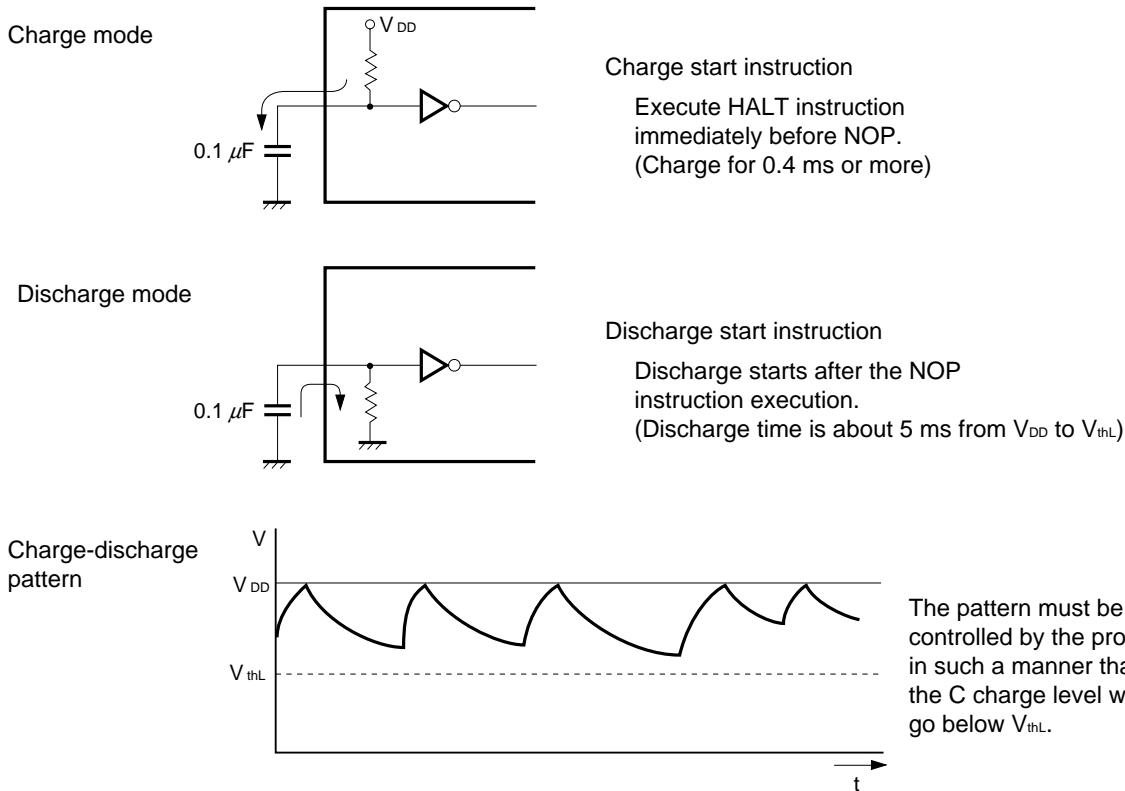 Charge mode
V DD
0.1 μF
Charge start instruction
Execute HALT instruction
immediately before NOP.
(Charge for 0.4 ms or more)
Discharge mode
0.1 μF
Discharge start instruction
Discharge starts after the NOP
instruction execution.
(Discharge time is about 5 ms from VDD to VthL)
Charge-discharge
pattern
V
V DD
V thL
t
The pattern must be
controlled by the pro
in such a manner tha
the C charge level w
go below VthL.